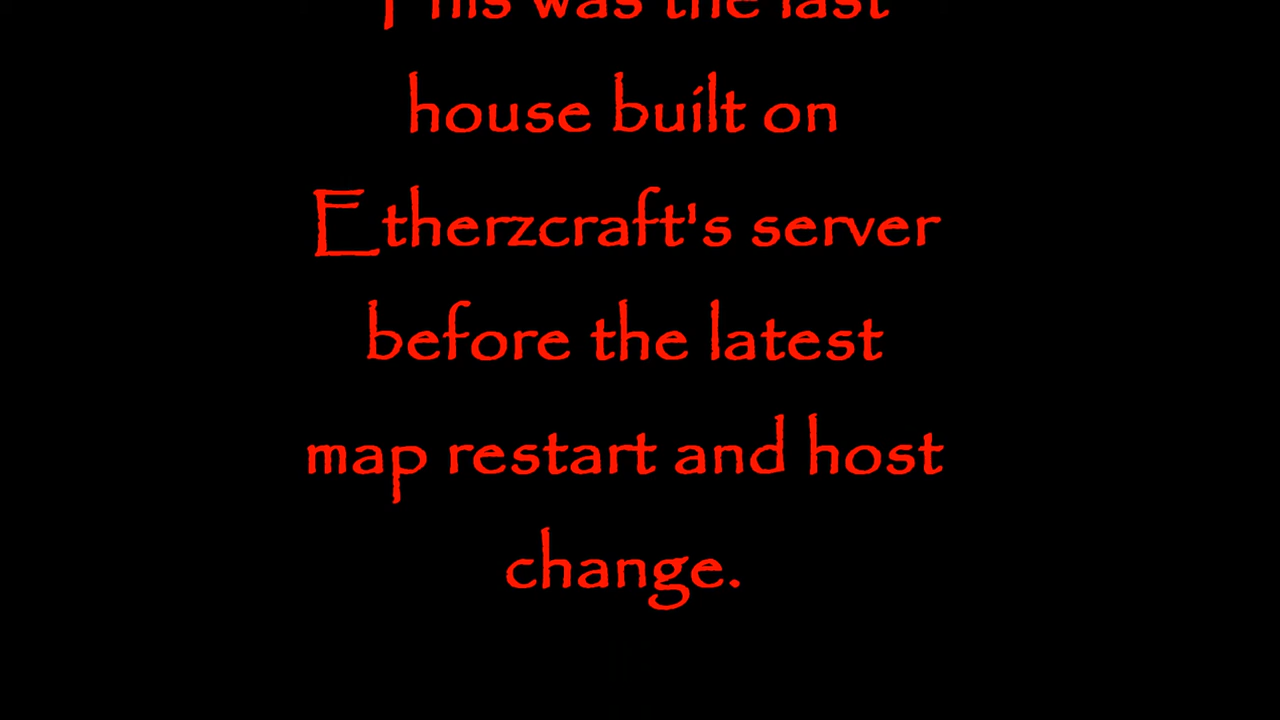 This was the last
house built on
Etherzcraft's server
before the latest
map restart and host
change.